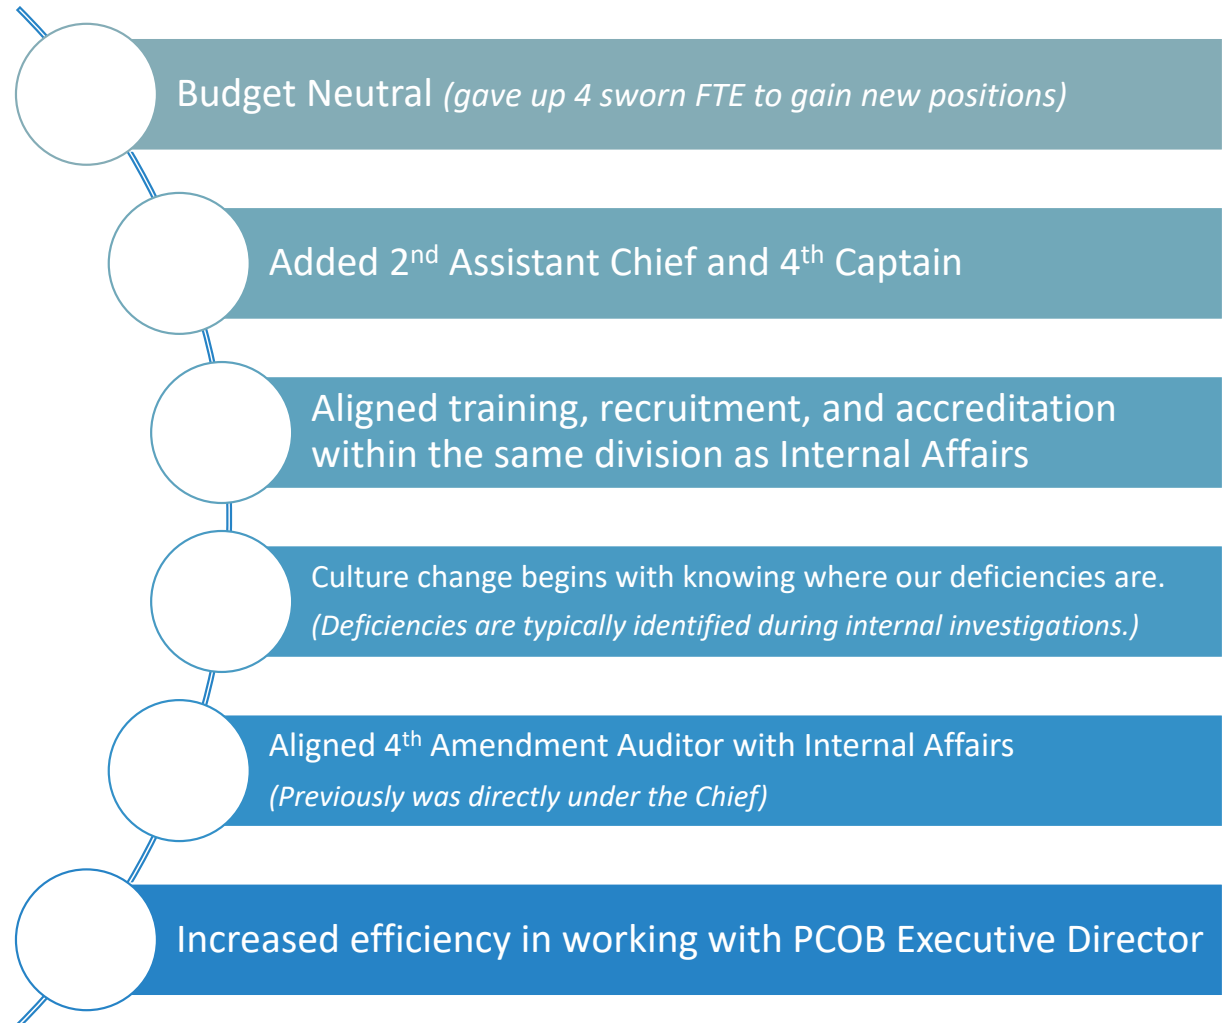 Budget Neutral (gave up 4 sworn FTE to gain new positions)
Added 2nd Assistant Chief and 4th Captain
Aligned training, recruitment, and accreditation
within the same division as Internal Affairs
Culture change begins with knowing where our deficiencies are.
(Deficiencies are typically identified during internal investigations.)
Aligned 4th Amendment Auditor with Internal Affairs
(Previously was directly under the Chief)
Increased efficiency in working with PCOB Executive Director